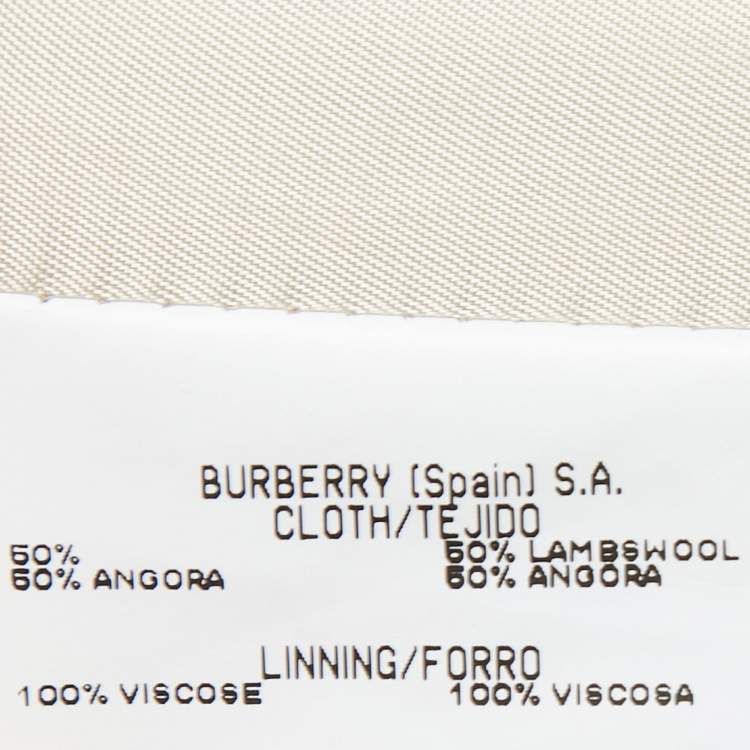 BURBERRY (Spain) S.A.
CLOTH/TEJIDO
50% 50% LAMBSWOOL
50% ANGORA 50% ANGORA
LINNING/FORRO
100% VISCOSE 100% VISCOSA